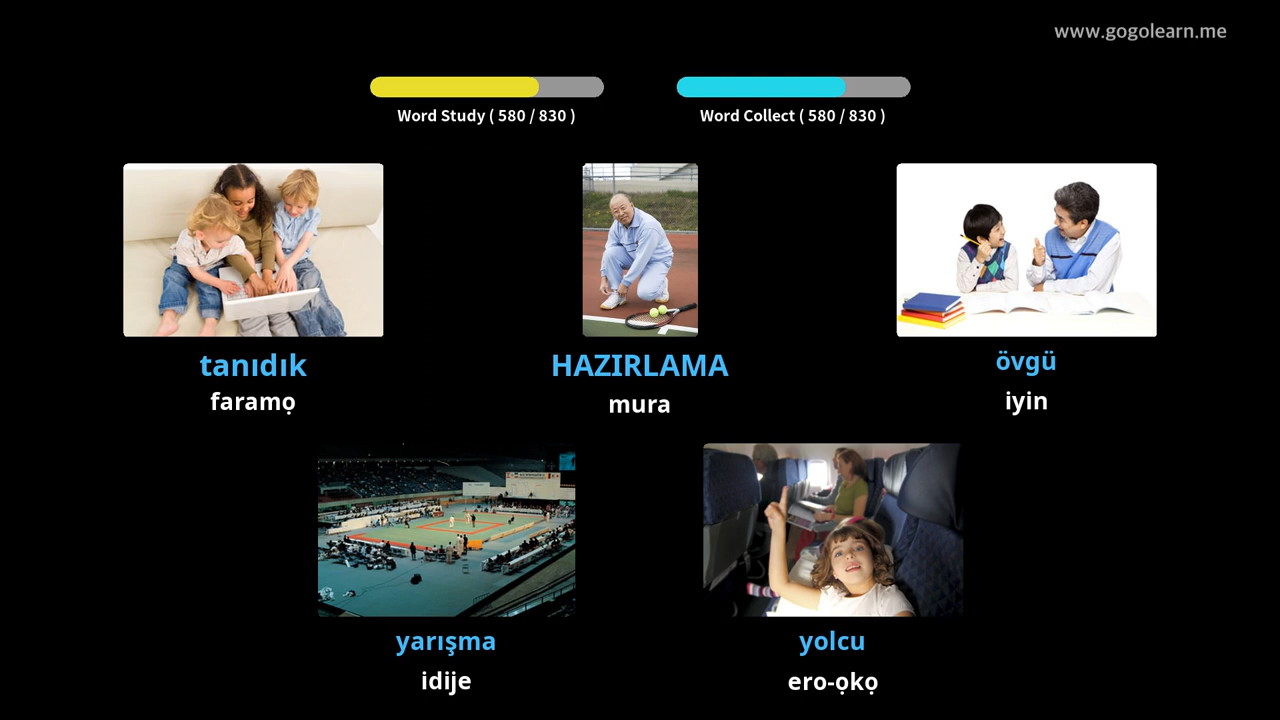 www.gogolearn.me
Word Study ( 580 / 830 )
Word Collect ( 580 / 830 )
tanıdık
faramọ
HAZIRLAMA
mura
övgü
iyin
yarışma
idije
yolcu
ero-ọkọ